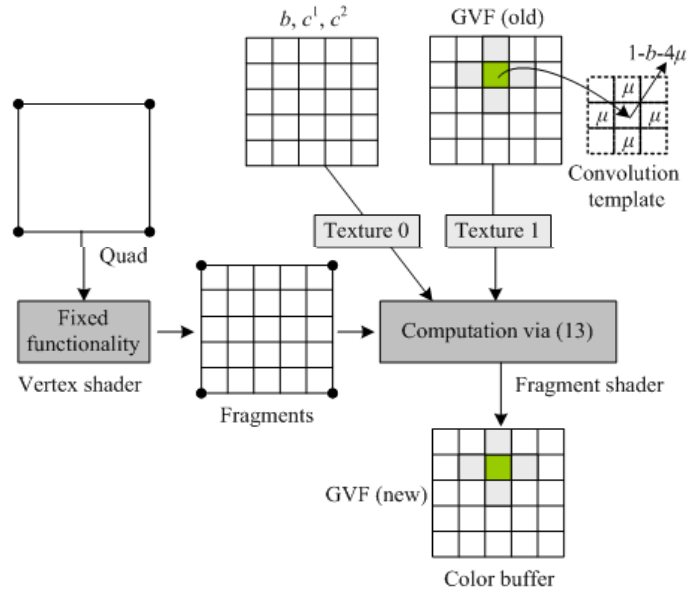 b, c¹, c²
GVF (old)
1-b-4μ
μ
μ μ
μ
Convolution
template
Texture 0
Texture 1
Quad
Fixed
functionality
Vertex shader
Fragments
Computation via (13)
Fragment shader
GVF (new)
Color buffer